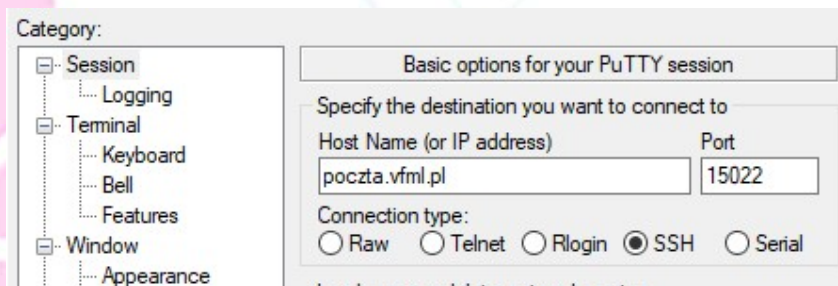 Category:
Session
Logging
Terminal
Keyboard
Bell
Features
Window
Appearance
Basic options for your PuTTY session
Specify the destination you want to connect to
Host Name (or IP address) Port
poczta.vfml.pl 15022
Connection type:
Raw Telnet Rlogin SSH Serial